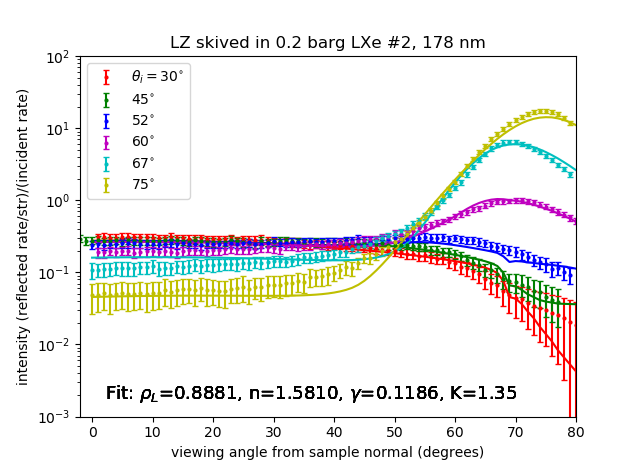 LZ skived in 0.2 barg LXe #2, 178 nm
intensity (reflected rate/str)/(incident rate)
10²
10¹
10⁰
10⁻¹
10⁻²
10⁻³
θᵢ = 30°
45°
52°
60°
67°
75°
Fit: ρ_L=0.8881, n=1.5810, γ=0.1186, K=1.35
0 10 20 30 40 50 60 70 80
viewing angle from sample normal (degrees)